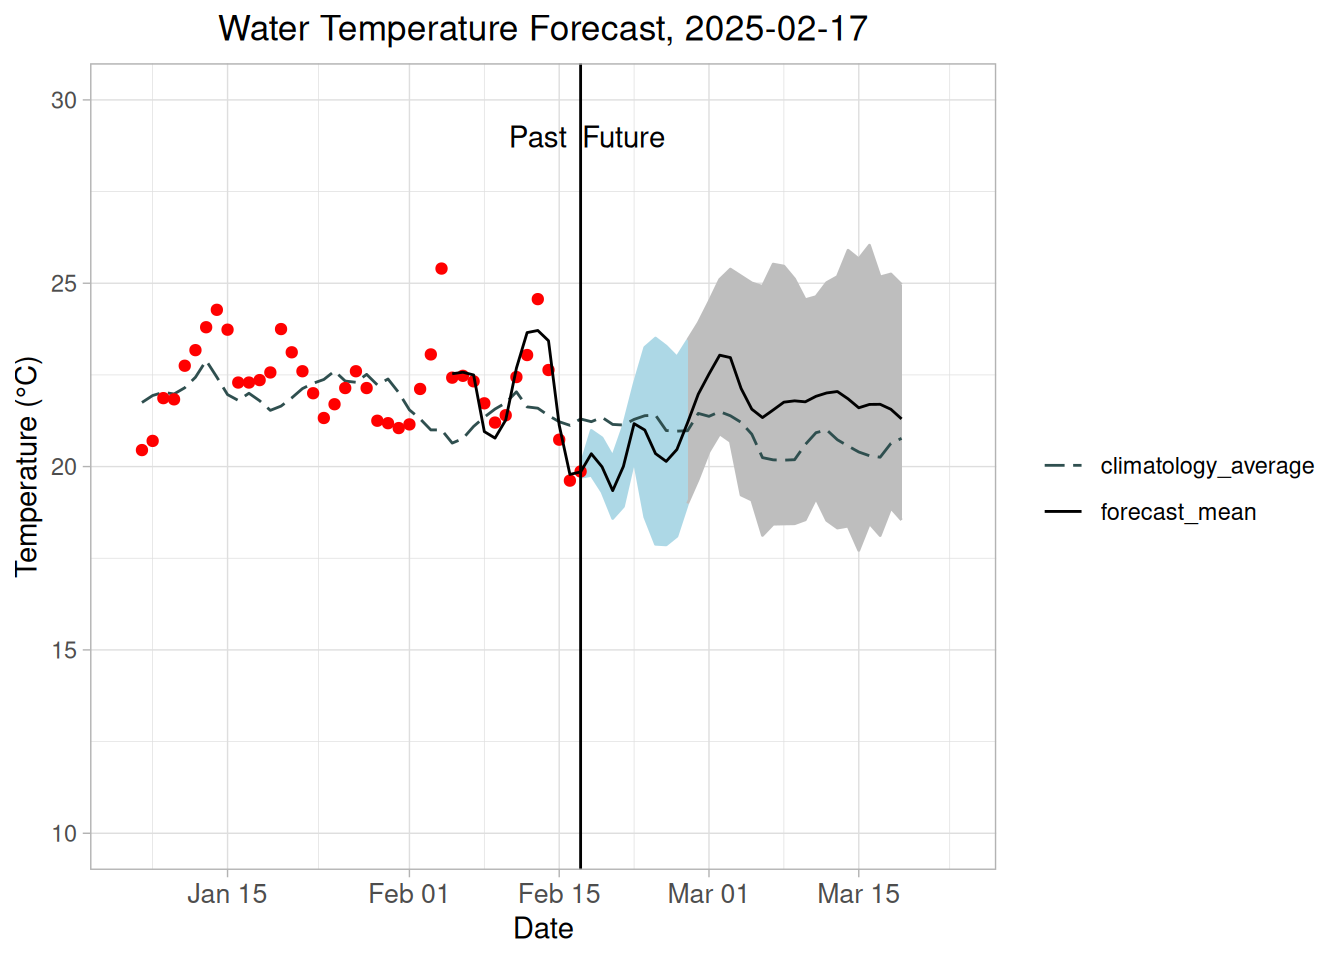 Water Temperature Forecast, 2025-02-17
30
25
20
15
10
Temperature (°C)
Past
Future
Jan 15
Feb 01
Feb 15
Mar 01
Mar 15
Date
climatology_average
forecast_mean